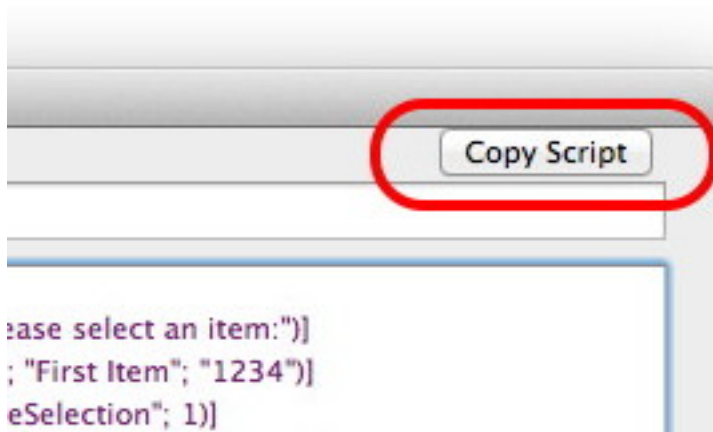 Copy Script
ease select an item:")]
; "First Item"; "1234")]
eSelection"; 1)]